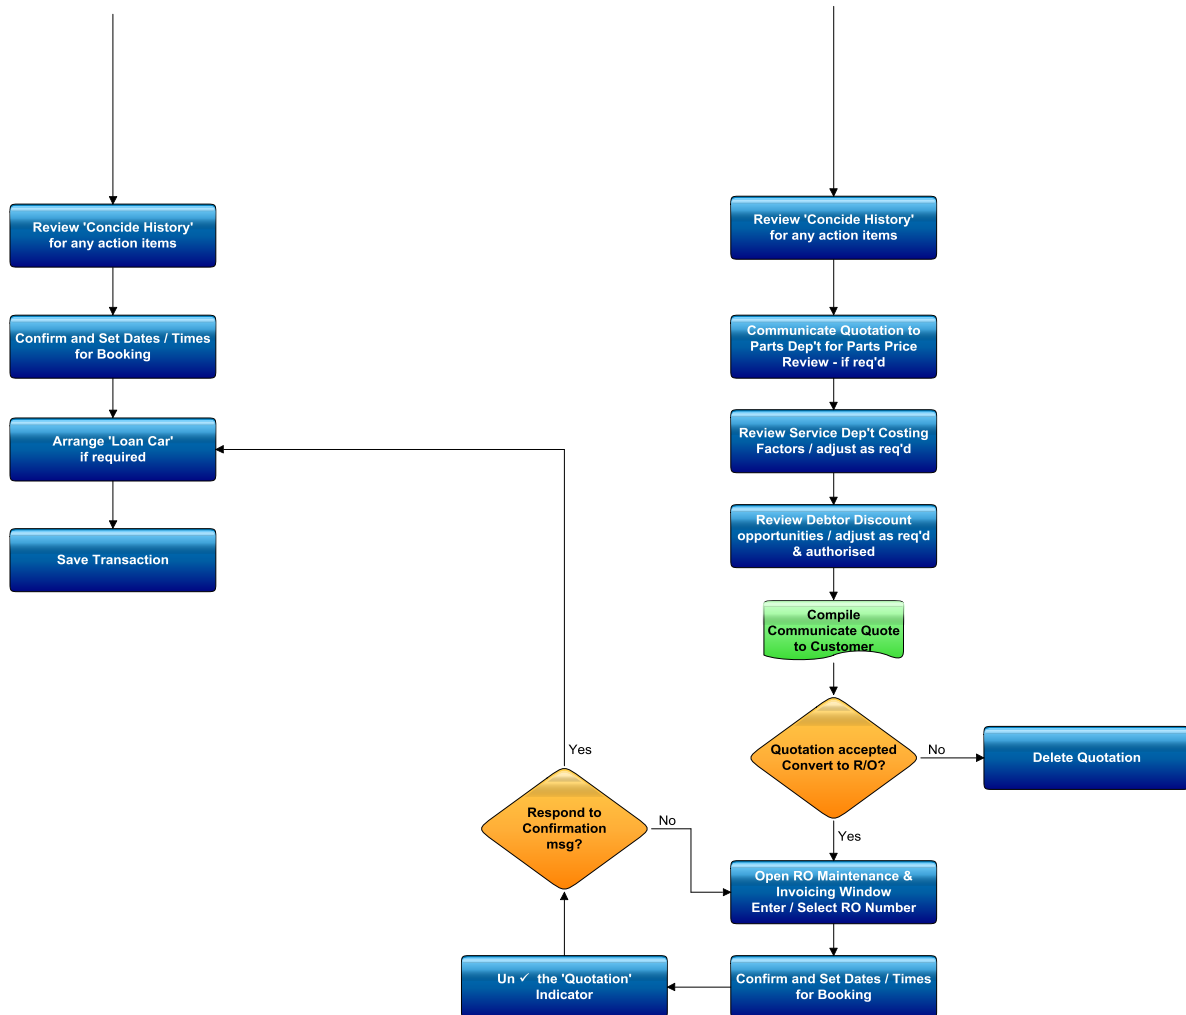 Review 'Concide History'
for any action items
Confirm and Set Dates / Times
for Booking
Arrange 'Loan Car'
if required
Save Transaction
Review 'Concide History'
for any action items
Communicate Quotation to
Parts Dep't for Parts Price
Review - if req'd
Review Service Dep't Costing
Factors / adjust as req'd
Review Debtor Discount
opportunities / adjust as req'd
& authorised
Compile
Communicate Quote
to Customer
Quotation accepted
Convert to R/O?
No
Delete Quotation
Yes
Open RO Maintenance &
Invoicing Window
Enter / Select RO Number
Confirm and Set Dates / Times
for Booking
Un ✓ the 'Quotation'
Indicator
Respond to
Confirmation
msg?
No
Yes